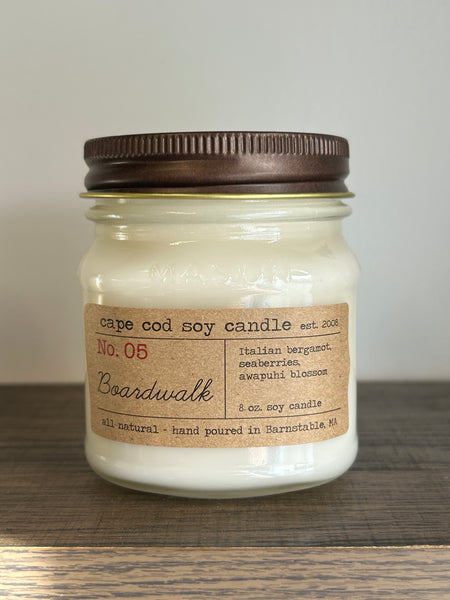 MASON
cape cod soy candle est. 2008
No. 05
Boardwalk
Italian bergamot,
seaberries,
awapuhi blossom
8 oz. soy candle
all natural - hand poured in Barnstable, MA